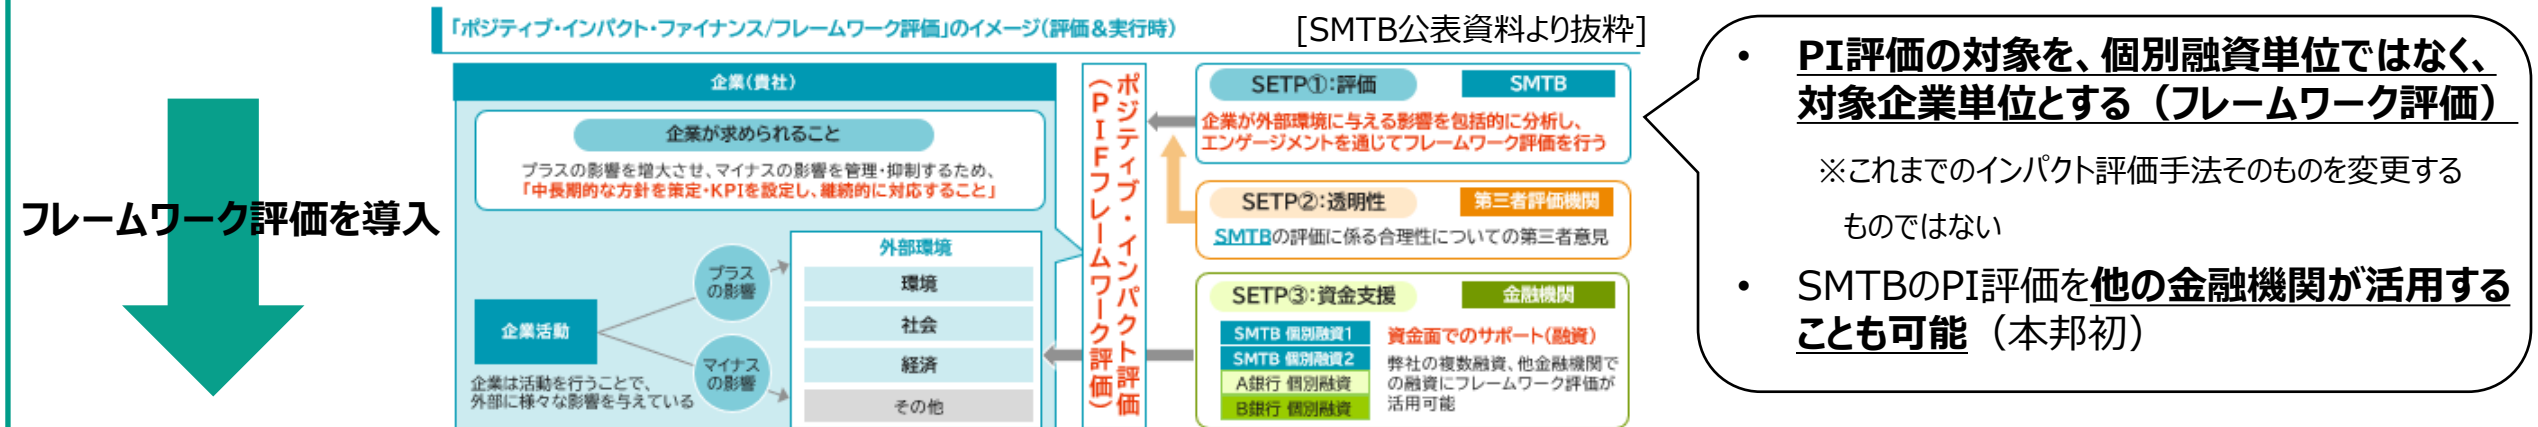 「ポジティブ・インパクト・ファイナンス/フレームワーク評価」のイメージ(評価&実行時)
[SMTB公表資料より抜粋]
フレームワーク評価を導入
企業(貴社)
企業が求められること
プラスの影響を増大させ、マイナスの影響を管理・抑制するため、
「中長期的な方針を策定・KPIを設定し、継続的に対応すること」
企業活動
企業は活動を行うことで、
外部に様々な影響を与えている
プラス
の影響
マイナス
の影響
外部環境
環境
社会
経済
その他
ポジティブ・インパクト評価
(PIFフレームワーク評価)
SETP①:評価
SMTB
企業が外部環境に与える影響を包括的に分析し、
エンゲージメントを通じてフレームワーク評価を行う
SETP②:透明性
第三者評価機関
SMTBの評価に係る合理性についての第三者意見
SETP③:資金支援
金融機関
SMTB 個別融資1
SMTB 個別融資2
A銀行 個別融資
B銀行 個別融資
資金面でのサポート(融資)
弊社の複数融資、他金融機関で
の融資にフレームワーク評価が
活用可能
• PI評価の対象を、個別融資単位ではなく、
対象企業単位とする（フレームワーク評価）
※これまでのインパクト評価手法そのものを変更する
ものではない
• SMTBのPI評価を他の金融機関が活用する
ことも可能（本邦初）